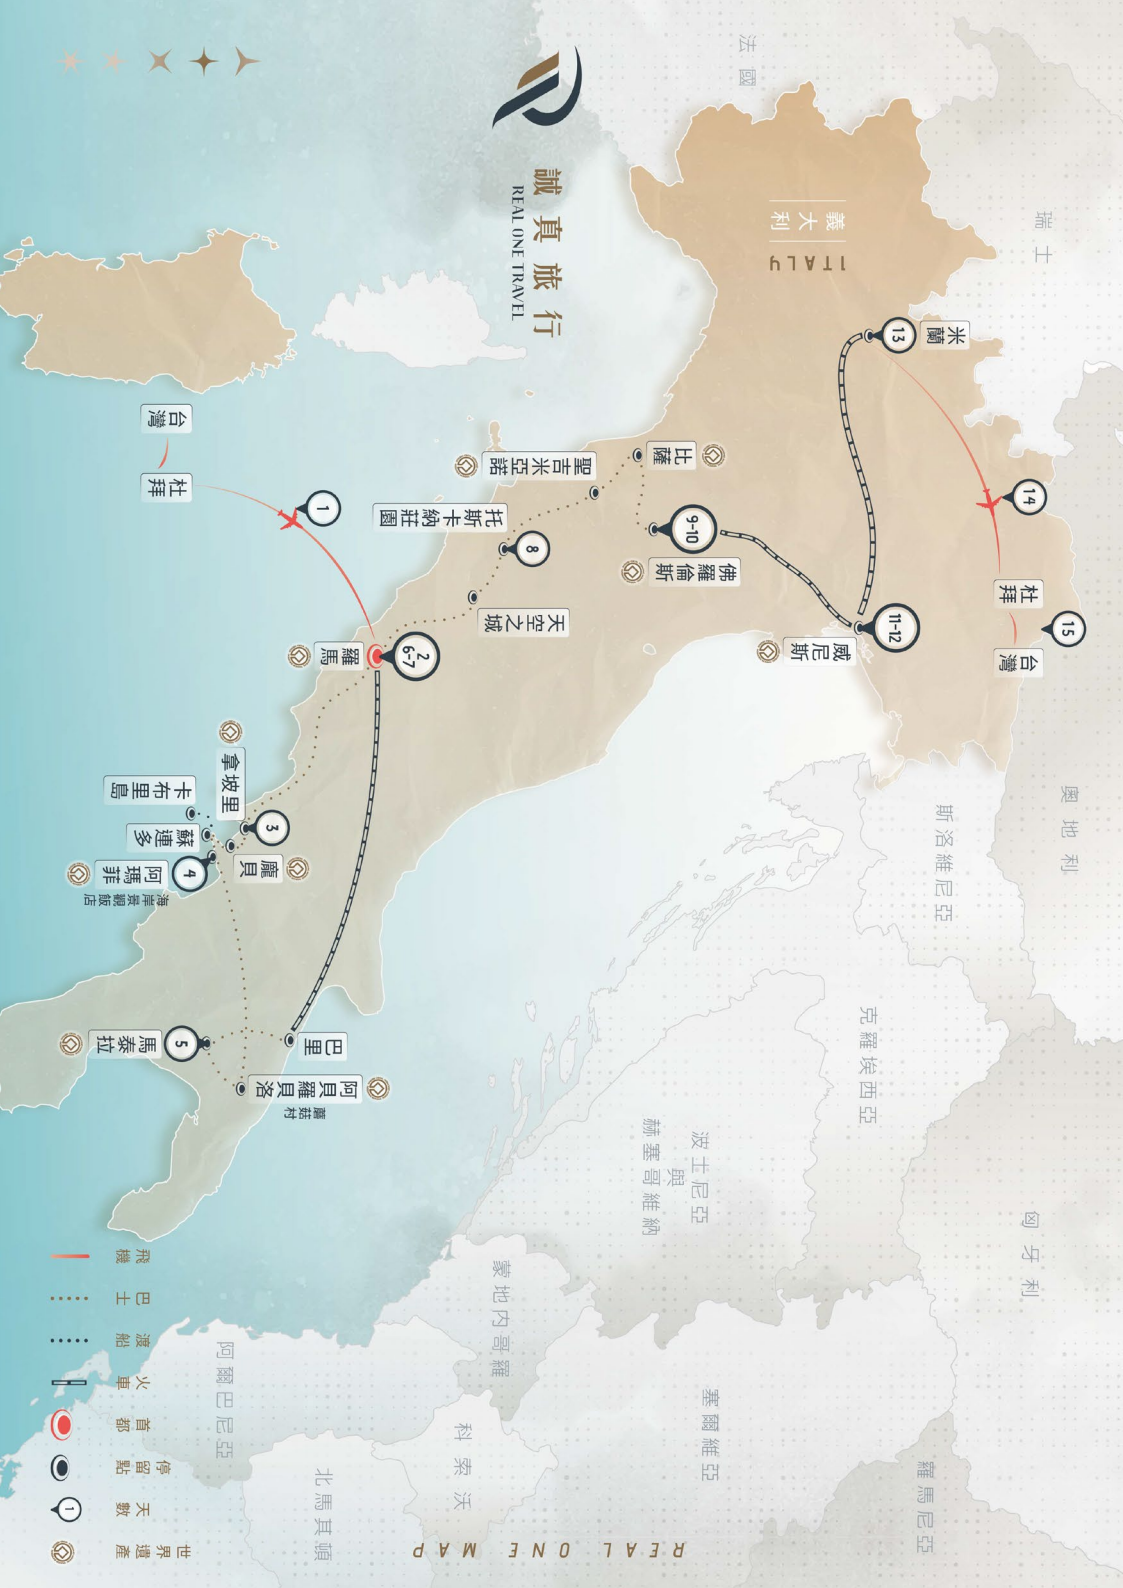 誠真旅行
REAL ONE TRAVEL
法國
瑞士
義大利
ITALY
13
米蘭
14
杜拜
15
台灣
台灣
杜拜
1
比薩
聖吉米亞諾
托斯卡納莊園
8
9-10
佛羅倫斯
天空之城
11-12
威尼斯
2
6-7
羅馬
拿坡里
3
卡布里島
蘇連多
龐貝
4
阿瑪菲
海岸景觀飯店
5
馬泰拉
巴里
阿貝羅貝洛
蘑菇村
奧地利
斯洛維尼亞
克羅埃西亞
波士尼亞
與
赫塞哥維納
匈牙利
蒙地內哥羅
塞爾維亞
阿爾巴尼亞
科索沃
北馬其頓
羅馬尼亞
飛機
巴士
渡船
火車
首都
停留點
1
天數
世界遺產
REAL ONE MAP